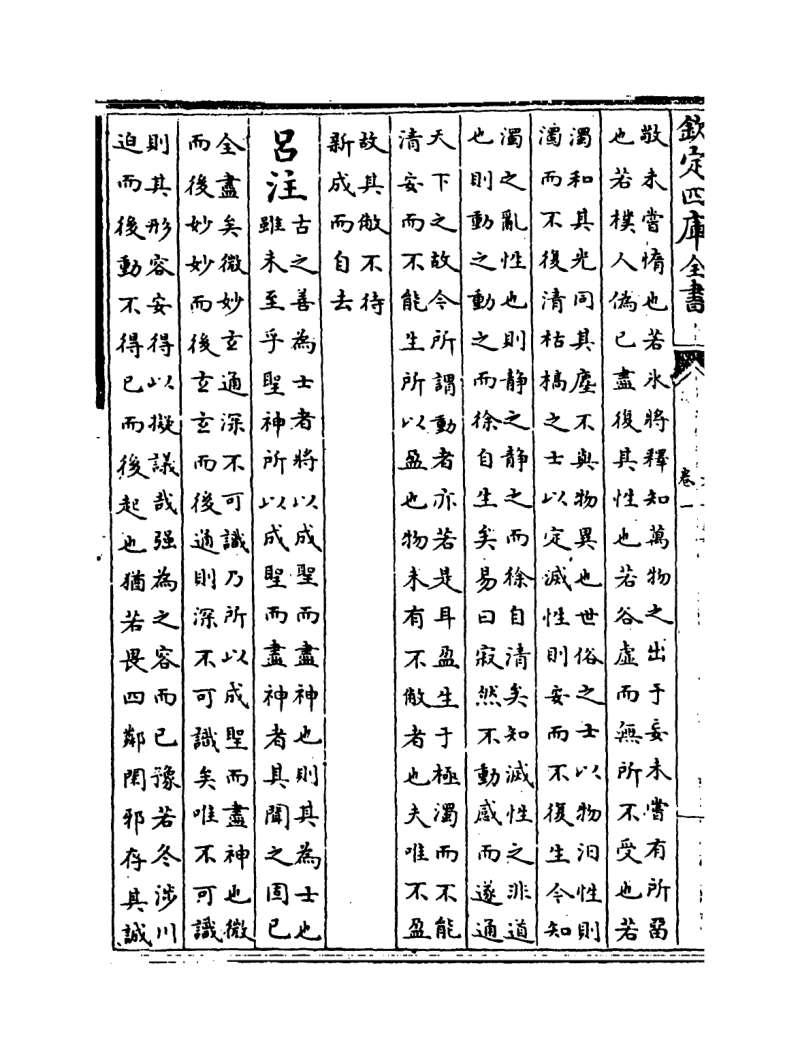 欽定四庫全書
卷一
敬未嘗惰也若氷將釋知萬物之出于妄未嘗有所畱
也若樸人偽已盡復其性也若谷虛而無所不受也若
濁和其光同其塵不與物異也世俗之士以物汨性則
濁而不復清枯槁之士以定滅性則安而不復生今知
濁之亂性也則静之静之而徐自清矣知滅性之非道
也則動之動之而徐自生矣易曰寂然不動感而遂通
天下之故今所謂動者亦若是耳盈生于極濁而不能
清安而不能生所以盈也物未有不敝者也夫唯不盈
故其敝不待
新成而自去
吕注
古之善為士者將以成聖而盡神也則其為士也
雖未至乎聖神所以成聖而盡神者其聞之固已
全盡矣微妙玄通深不可識乃所以成聖而盡神也微
而後妙妙而後玄玄而後通則深不可識矣唯不可識
則其形容安得以擬議哉强為之容而已豫若冬涉川
迫而後動不得已而後起也猶若畏四鄰閑邪存其誠